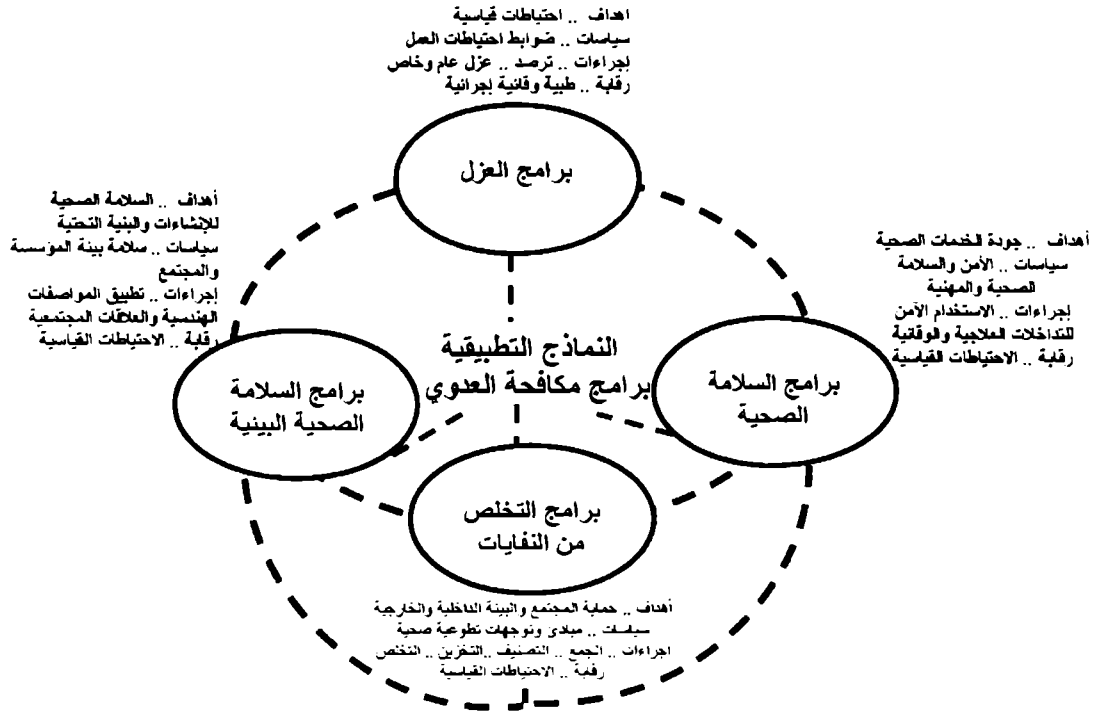 اهداف .. احتياطات قياسية
سياسات .. ضوابط احتياطات العمل
إجراءات .. ترصد .. عزل عام وخاص
رقابة .. طبية وقائية إجرائية
برامج العزل
أهداف .. السلامة الصحية
للإنشاءات والبنية التحتية
سياسات .. سلامة بيئة المؤسسة
والمجتمع
إجراءات .. تطبيق المواصفات
الهندسية والعلاقات المجتمعية
رقابة .. الاحتياطات القياسية
أهداف .. جودة الخدمات الصحية
سياسات .. الأمن والسلامة
الصحية والمهنية
إجراءات .. الاستخدام الآمن
للتداخلات العلاجية والوقائية
رقابة .. الاحتياطات القياسية
النماذج التطبيقية
برامج مكافحة العدوي
برامج السلامة
الصحية
برامج السلامة
الصحية البيئية
برامج التخلص
من النفايات
أهداف .. حماية المجتمع والبيئة الداخلية والخارجية
سياسات .. مبادئ وتوجهات تطوعية صحية
اجراءات .. الجمع .. التصنيف ..التخزين .. التخلص
رقابة .. الاحتياطات القياسية